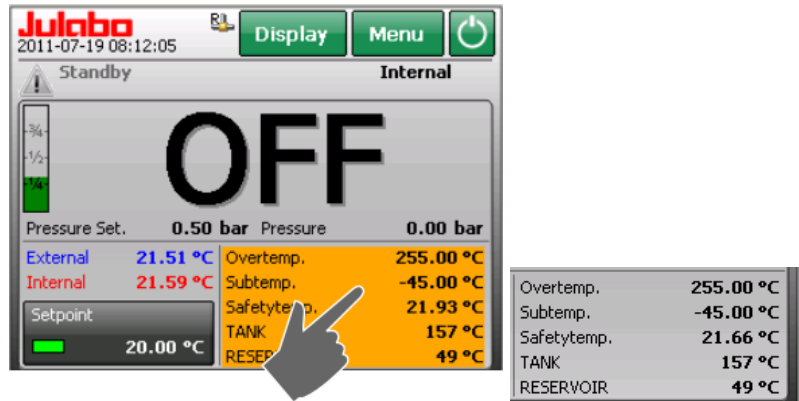 Julabo
2011-07-19 08:12:05
Display
Menu
Standby
Internal
OFF
3/4
1/2
1/4
Pressure Set. 0.50 bar Pressure 0.00 bar
External 21.51 °C
Internal 21.59 °C
Setpoint
20.00 °C
Overtemp. 255.00 °C
Subtemp. -45.00 °C
21.93 °C
TANK 157 °C
49 °C
Overtemp. 255.00 °C
Subtemp. -45.00 °C
Safetytemp. 21.66 °C
TANK 157 °C
RESERVOIR 49 °C